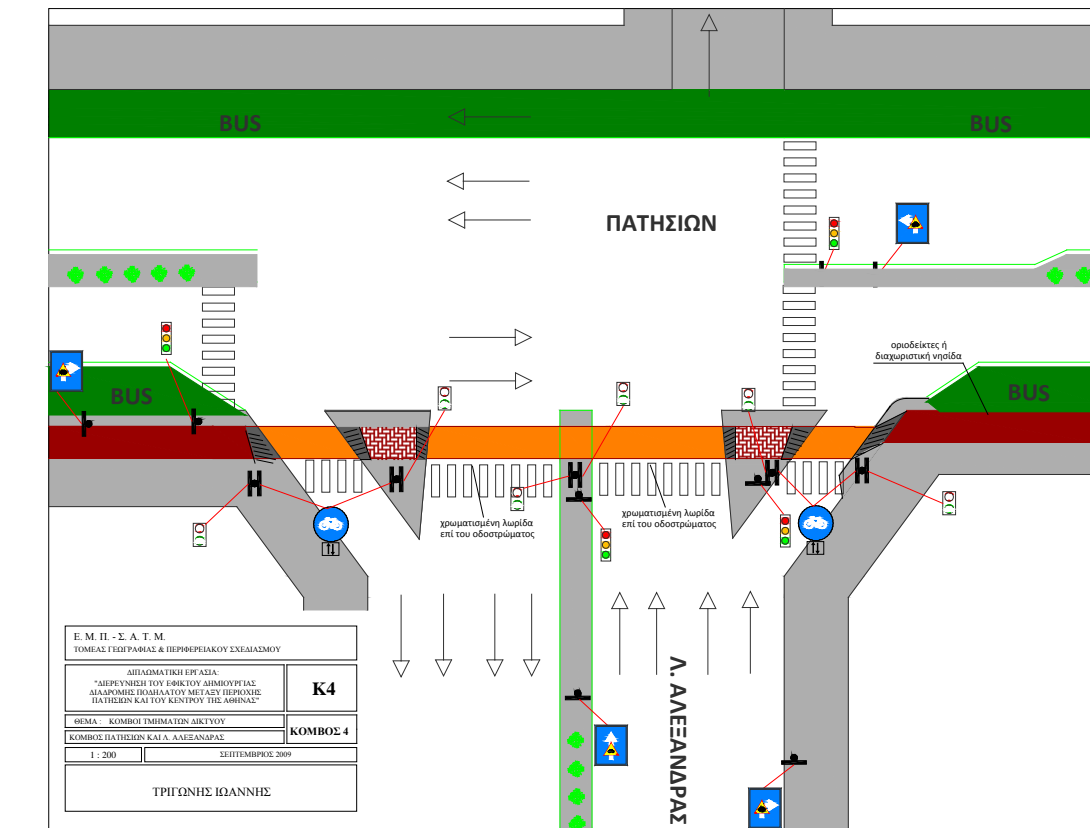 BUS
BUS
ΠΑΤΗΣΙΩΝ
οριοδείκτες ή
διαχωριστική νησίδα
BUS
BUS
χρωματισμένη λωρίδα
επί του οδοστρώματος
χρωματισμένη λωρίδα
επί του οδοστρώματος
Λ. ΑΛΕΞΑΝΔΡΑΣ
Ε. Μ. Π. - Σ. Α. Τ. Μ.
ΤΟΜΕΑΣ ΓΕΩΓΡΑΦΙΑΣ & ΠΕΡΙΦΕΡΕΙΑΚΟΥ ΣΧΕΔΙΑΣΜΟΥ
ΔΙΠΛΩΜΑΤΙΚΗ ΕΡΓΑΣΙΑ:
"ΔΙΕΡΕΥΝΗΣΗ ΤΟΥ ΕΦΙΚΤΟΥ ΔΗΜΙΟΥΡΓΙΑΣ
ΔΙΑΔΡΟΜΗΣ ΠΟΔΗΛΑΤΟΥ ΜΕΤΑΞΥ ΠΕΡΙΟΧΗΣ
ΠΑΤΗΣΙΩΝ ΚΑΙ ΤΟΥ ΚΕΝΤΡΟΥ ΤΗΣ ΑΘΗΝΑΣ"
Κ4
ΘΕΜΑ : ΚΟΜΒΟΙ ΤΜΗΜΑΤΩΝ ΔΙΚΤΥΟΥ
ΚΟΜΒΟΣ ΠΑΤΗΣΙΩΝ ΚΑΙ Λ. ΑΛΕΞΑΝΔΡΑΣ
ΚΟΜΒΟΣ 4
1 : 200
ΣΕΠΤΕΜΒΡΙΟΣ 2009
ΤΡΙΓΩΝΗΣ ΙΩΑΝΝΗΣ